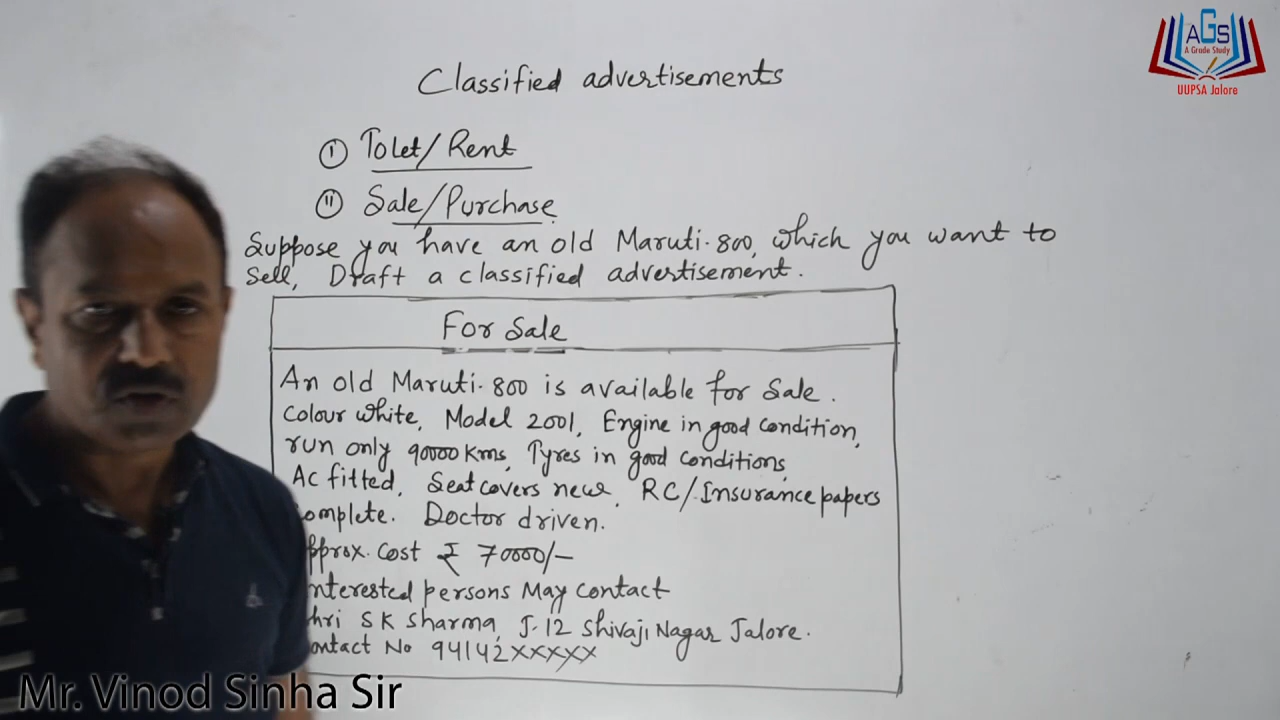 AGS
A Grade Study
UUPSA Jalore
Classified advertisements
I Tolet/Rent
II Sale/Purchase.
Suppose you have an old Maruti-800, which you want to
sell, Draft a classified advertisement.
For Sale
An old Maruti-800 is available for Sale.
Colour white, Model 2001, Engine in good condition,
run only 90000 Kms, Tyres in good conditions,
Ac fitted, Seat covers new, RC/Insurance papers
omplete. Doctor driven.
pprox. Cost ₹ 70000/-
nterested persons May Contact
hri S K Sharma, J-12 Shivaji Nagar Jalore.
ontact No 94142xxxxx
Mr. Vinod Sinha Sir